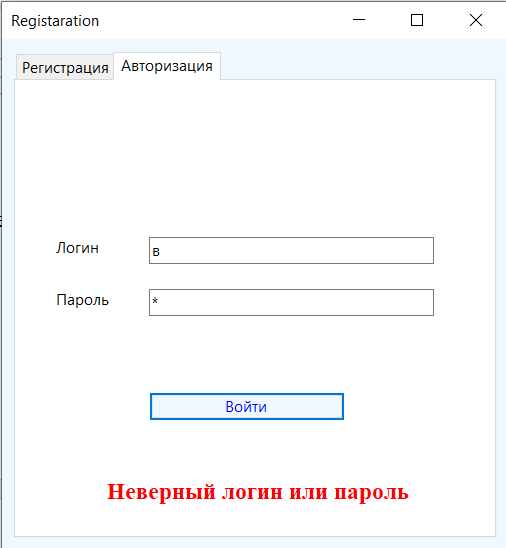 Registaration
Регистрация Авторизация
Логин в
Пароль *
Войти
Неверный логин или пароль